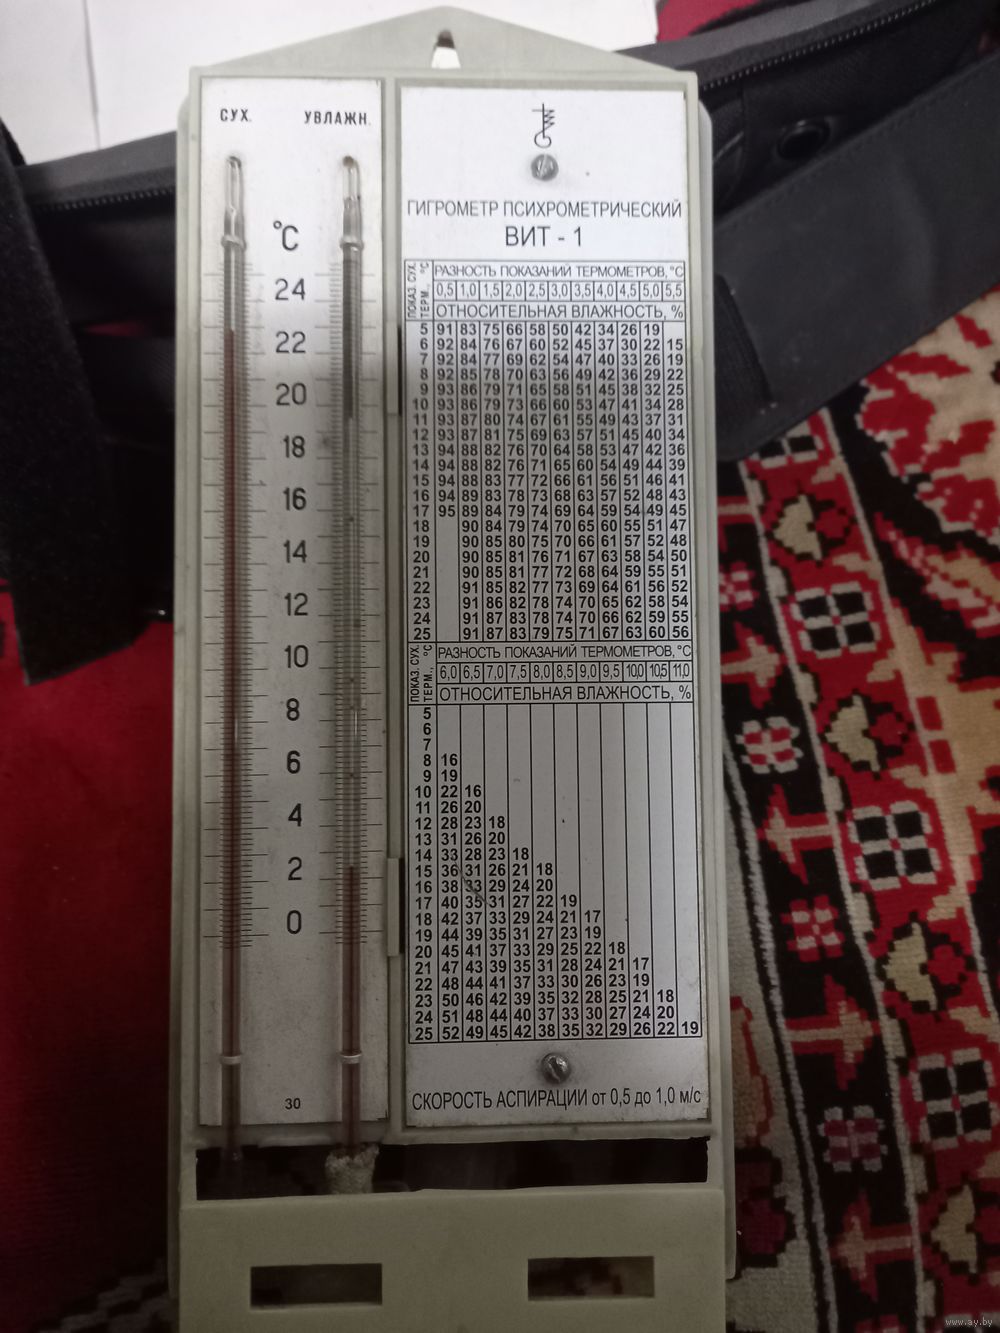 СУХ. УВЛАЖН.
°C
24
22
20
18
16
14
12
10
8
6
4
2
0
30
ГИГРОМЕТР ПСИХРОМЕТРИЧЕСКИЙ
ВИТ - 1
ПОКАЗ. СУХ. ТЕРМ., °C
РАЗНОСТЬ ПОКАЗАНИЙ ТЕРМОМЕТРОВ, °C
0,5 1,0 1,5 2,0 2,5 3,0 3,5 4,0 4,5 5,0 5,5
ОТНОСИТЕЛЬНАЯ ВЛАЖНОСТЬ, %
5 91 83 75 66 58 50 42 34 26 19
6 92 84 76 67 60 52 45 37 30 22 15
7 92 84 77 69 62 54 47 40 33 26 19
8 92 85 78 70 63 56 49 42 36 29 22
9 93 86 79 71 65 58 51 45 38 32 25
10 93 86 79 73 66 60 53 47 41 34 28
11 93 87 80 74 67 61 55 49 43 37 31
12 93 87 81 75 69 63 57 51 45 40 34
13 94 88 82 76 70 64 58 53 47 42 36
14 94 88 82 76 71 65 60 54 49 44 39
15 94 88 83 77 72 66 61 56 51 46 41
16 94 89 83 78 73 68 63 57 52 48 43
17 95 89 84 79 74 69 64 59 54 49 45
18 90 84 79 74 70 65 60 55 51 47
19 90 85 80 75 70 66 61 57 52 48
20 90 85 81 76 71 67 63 58 54 50
21 90 85 81 77 72 68 64 59 55 51
22 91 85 82 77 73 69 64 61 56 52
23 91 86 82 78 74 70 65 62 58 54
24 91 87 83 78 74 70 66 62 59 55
25 91 87 83 79 75 71 67 63 60 56
ПОКАЗ. СУХ. ТЕРМ., °C
РАЗНОСТЬ ПОКАЗАНИЙ ТЕРМОМЕТРОВ, °C
6,0 6,5 7,0 7,5 8,0 8,5 9,0 9,5 10,0 10,5 11,0
ОТНОСИТЕЛЬНАЯ ВЛАЖНОСТЬ, %
5
6
7
8 16
9 19
10 22 16
11 26 20
12 28 23 18
13 31 26 20
14 33 28 23 18
15 36 31 26 21 18
16 38 33 29 24 20
17 40 35 31 27 22 19
18 42 37 33 29 24 21 17
19 44 39 35 31 27 23 19
20 45 41 37 33 29 25 22 18
21 47 43 39 35 31 28 24 21 17
22 48 44 41 37 33 30 26 23 19
23 50 46 42 39 35 32 28 25 21 18
24 51 48 44 40 37 33 30 27 24 20
25 52 49 45 42 38 35 32 29 26 22 19
СКОРОСТЬ АСПИРАЦИИ от 0,5 до 1,0 м/с
www.ay.by